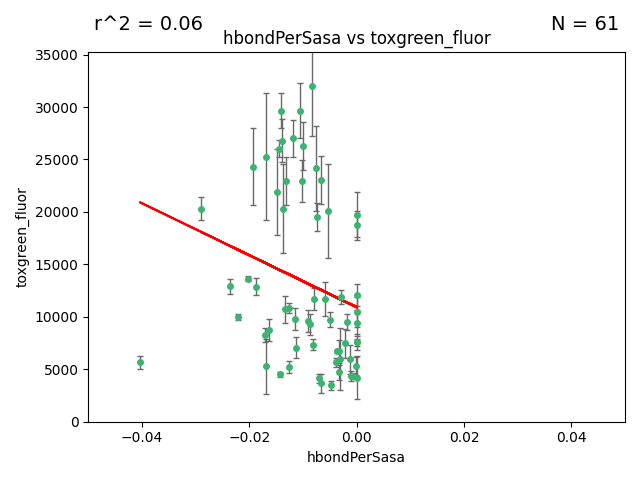 r^2 = 0.06
N = 61
hbondPerSasa vs toxgreen_fluor
35000
30000
25000
20000
15000
10000
5000
0
toxgreen_fluor
−0.04
−0.02
0.00
0.02
0.04
hbondPerSasa